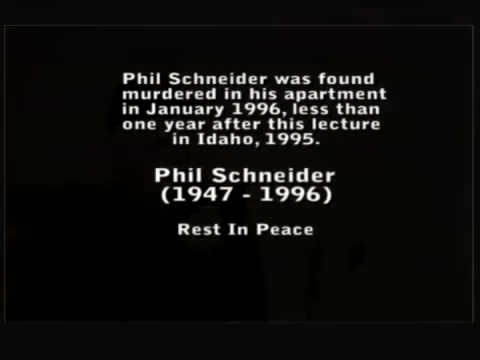 Phil Schneider was found
murdered in his apartment
in January 1996, less than
one year after this lecture
in Idaho, 1995.
Phil Schneider
(1947 - 1996)
Rest In Peace